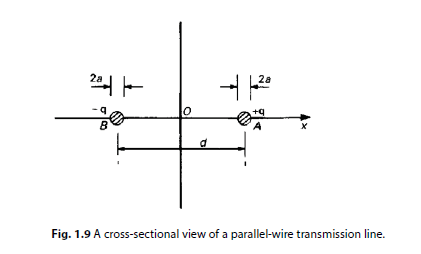 2a
2a
-q
O
+q
B
A
x
d
Fig. 1.9 A cross-sectional view of a parallel-wire transmission line.